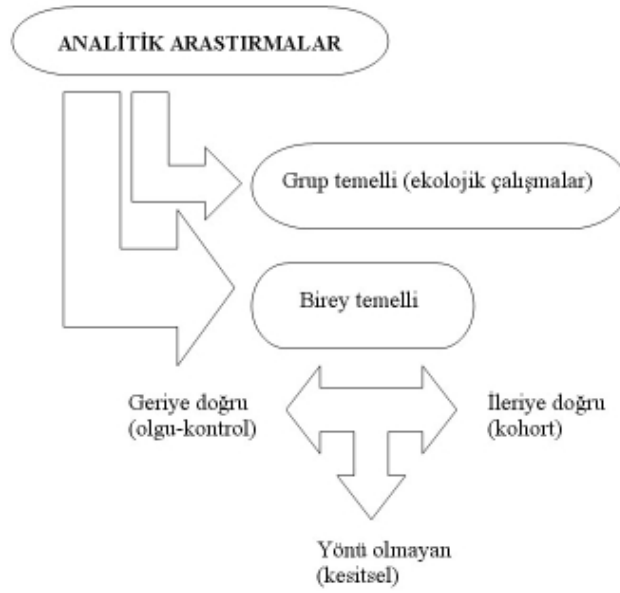 ANALİTİK ARASTIRMALAR
Grup temelli (ekolojik çalışmalar)
Birey temelli
Geriye doğru
(olgu-kontrol)
İleriye doğru
(kohort)
Yönü olmayan
(kesitsel)